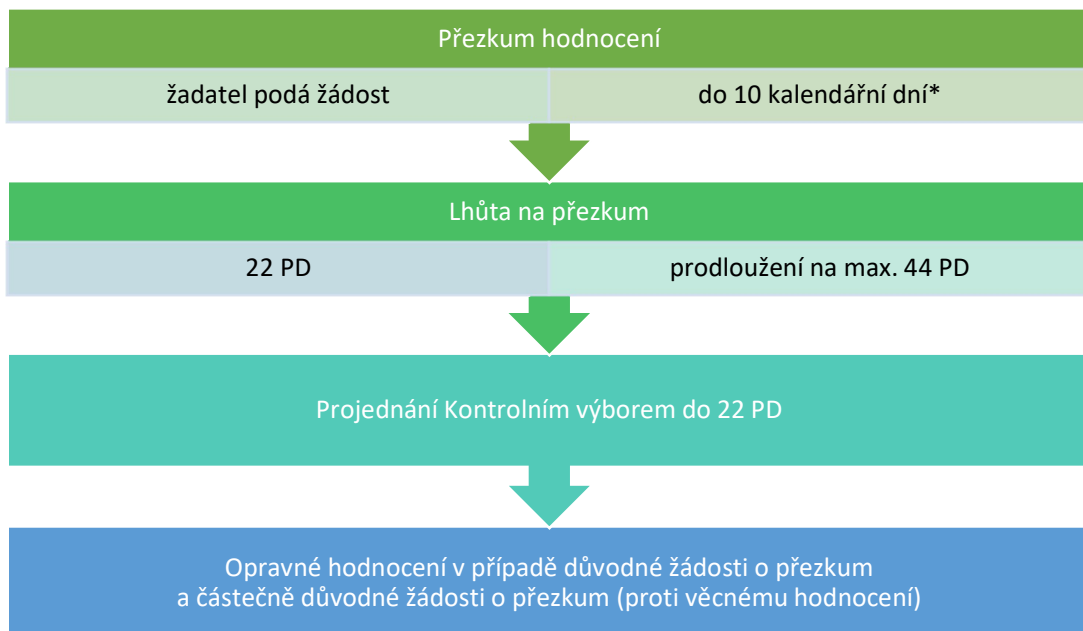 Přezkum hodnocení
žadatel podá žádost
do 10 kalendářní dní*
Lhůta na přezkum
22 PD
prodloužení na max. 44 PD
Projednání Kontrolním výborem do 22 PD
Opravné hodnocení v případě důvodné žádosti o přezkum
a částečně důvodné žádosti o přezkum (proti věcnému hodnocení)